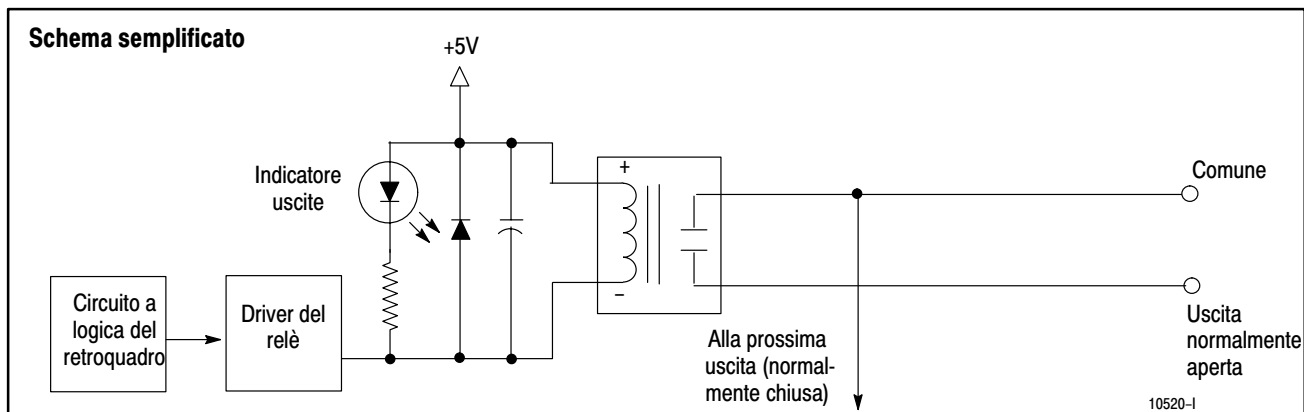 Schema semplificato
+5V
Indicatore
uscite
+
−
Comune
Circuito a
logica del
retroquadro
Driver del
relè
Alla prossima
uscita (normal-
mente chiusa)
Uscita
normalmente
aperta
10520–I